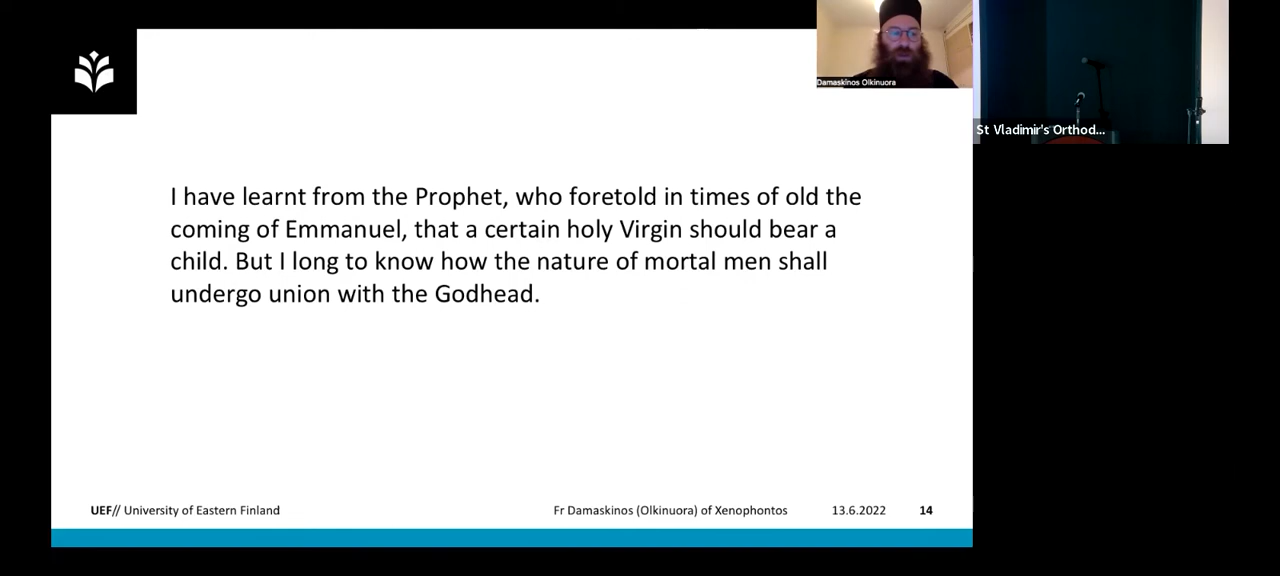 Damaskinos Olkinuora
St Vladimir's Orthod...
I have learnt from the Prophet, who foretold in times of old the
coming of Emmanuel, that a certain holy Virgin should bear a
child. But I long to know how the nature of mortal men shall
undergo union with the Godhead.
UEF// University of Eastern Finland
Fr Damaskinos (Olkinuora) of Xenophontos
13.6.2022
14